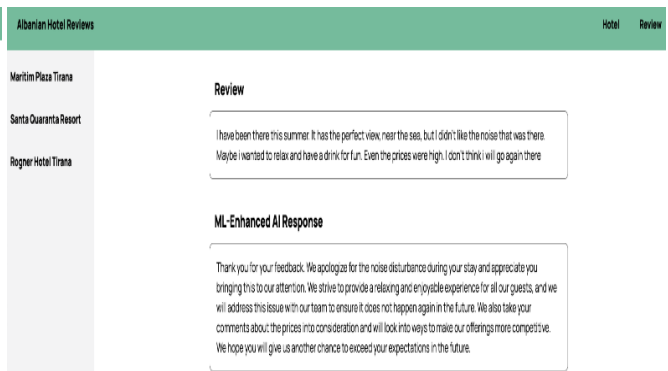 Albanian Hotel Reviews
Hotel
Review
Maritim Plaza Tirana
Santa Quaranta Resort
Rogner Hotel Tirana
Review
I have been there this summer. It has the perfect view, near the sea, but I didn't like the noise that was there.
Maybe i wanted to relax and have a drink for fun. Even the prices were high. I don't think i will go again there
ML-Enhanced AI Response
Thank you for your feedback. We apologize for the noise disturbance during your stay and appreciate you
bringing this to our attention. We strive to provide a relaxing and enjoyable experience for all our guests, and we
will address this issue with our team to ensure it does not happen again in the future. We also take your
comments about the prices into consideration and will look into ways to make our offerings more competitive.
We hope you will give us another chance to exceed your expectations in the future.